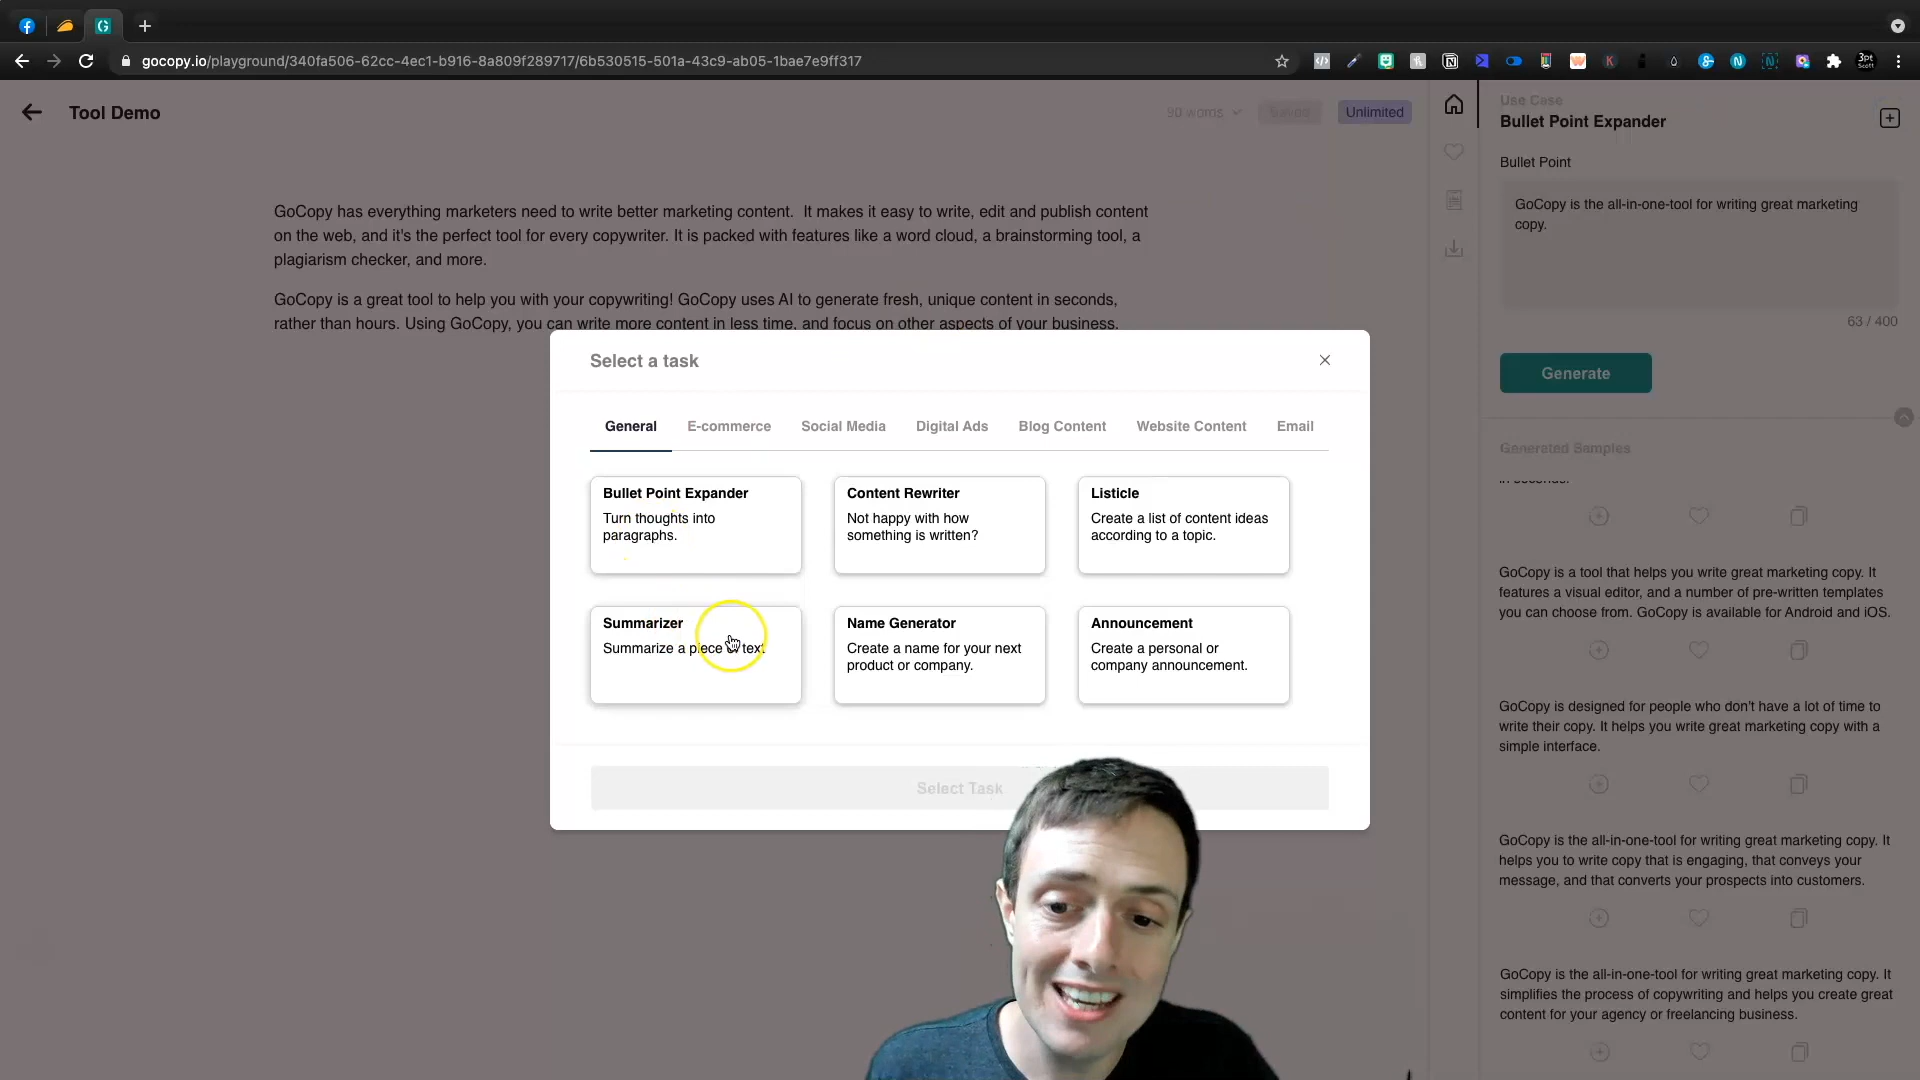 gocopy.io/playground/340fa506-62cc-4ec1-b916-8a809f289717/6b530515-501a-43c9-ab05-1bae7e9ff317
3pt
Scott
Tool Demo
90 words
Saving
Unlimited
Use Case
Bullet Point Expander
Bullet Point
GoCopy is the all-in-one-tool for writing great marketing
copy.
63 / 400
Generate
Generated Samples
in seconds.
GoCopy has everything marketers need to write better marketing content.  It makes it easy to write, edit and publish content
on the web, and it's the perfect tool for every copywriter. It is packed with features like a word cloud, a brainstorming tool, a
plagiarism checker, and more.
GoCopy is a great tool to help you with your copywriting! GoCopy uses AI to generate fresh, unique content in seconds,
rather than hours. Using GoCopy, you can write more content in less time, and focus on other aspects of your business.
Select a task
General
E-commerce
Social Media
Digital Ads
Blog Content
Website Content
Email
Bullet Point Expander
Turn thoughts into
paragraphs.
Content Rewriter
Not happy with how
something is written?
Listicle
Create a list of content ideas
according to a topic.
Summarizer
Summarize a piece of text
Name Generator
Create a name for your next
product or company.
Announcement
Create a personal or
company announcement.
Select Task
GoCopy is a tool that helps you write great marketing copy. It
features a visual editor, and a number of pre-written templates
you can choose from. GoCopy is available for Android and iOS.
GoCopy is designed for people who don't have a lot of time to
write their copy. It helps you write great marketing copy with a
simple interface.
GoCopy is the all-in-one-tool for writing great marketing copy. It
helps you to write copy that is engaging, that conveys your
message, and that converts your prospects into customers.
GoCopy is the all-in-one-tool for writing great marketing copy. It
simplifies the process of copywriting and helps you create great
content for your agency or freelancing business.